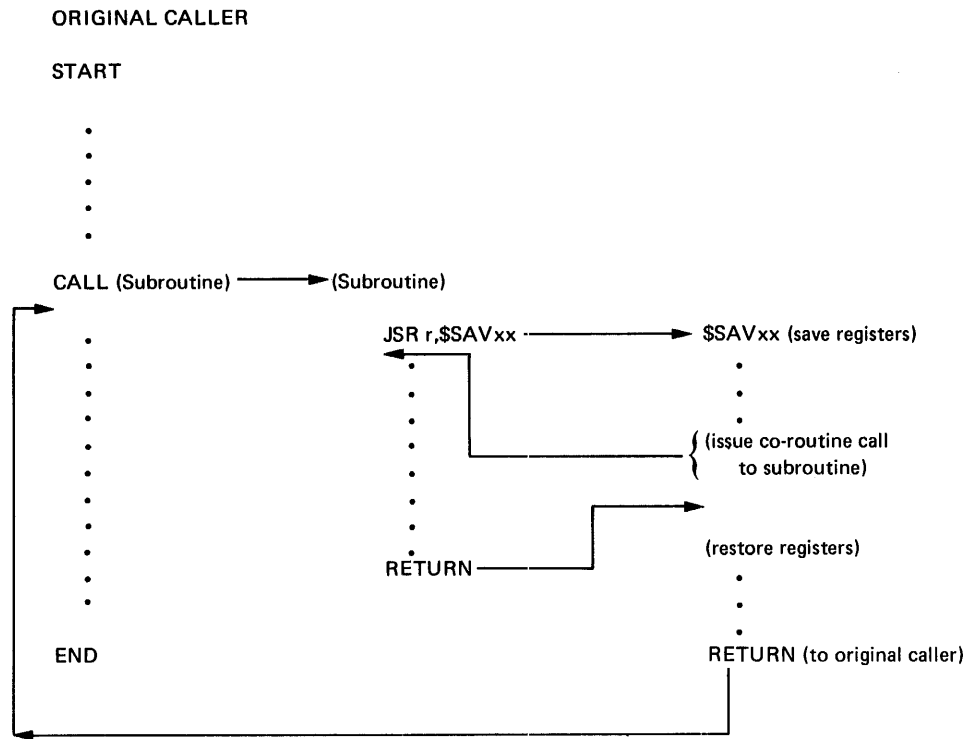 ORIGINAL CALLER
START
CALL (Subroutine)
(Subroutine)
JSR r,$SAVxx
$SAVxx (save registers)
(issue co-routine call
to subroutine)
(restore registers)
RETURN
END
RETURN (to original caller)